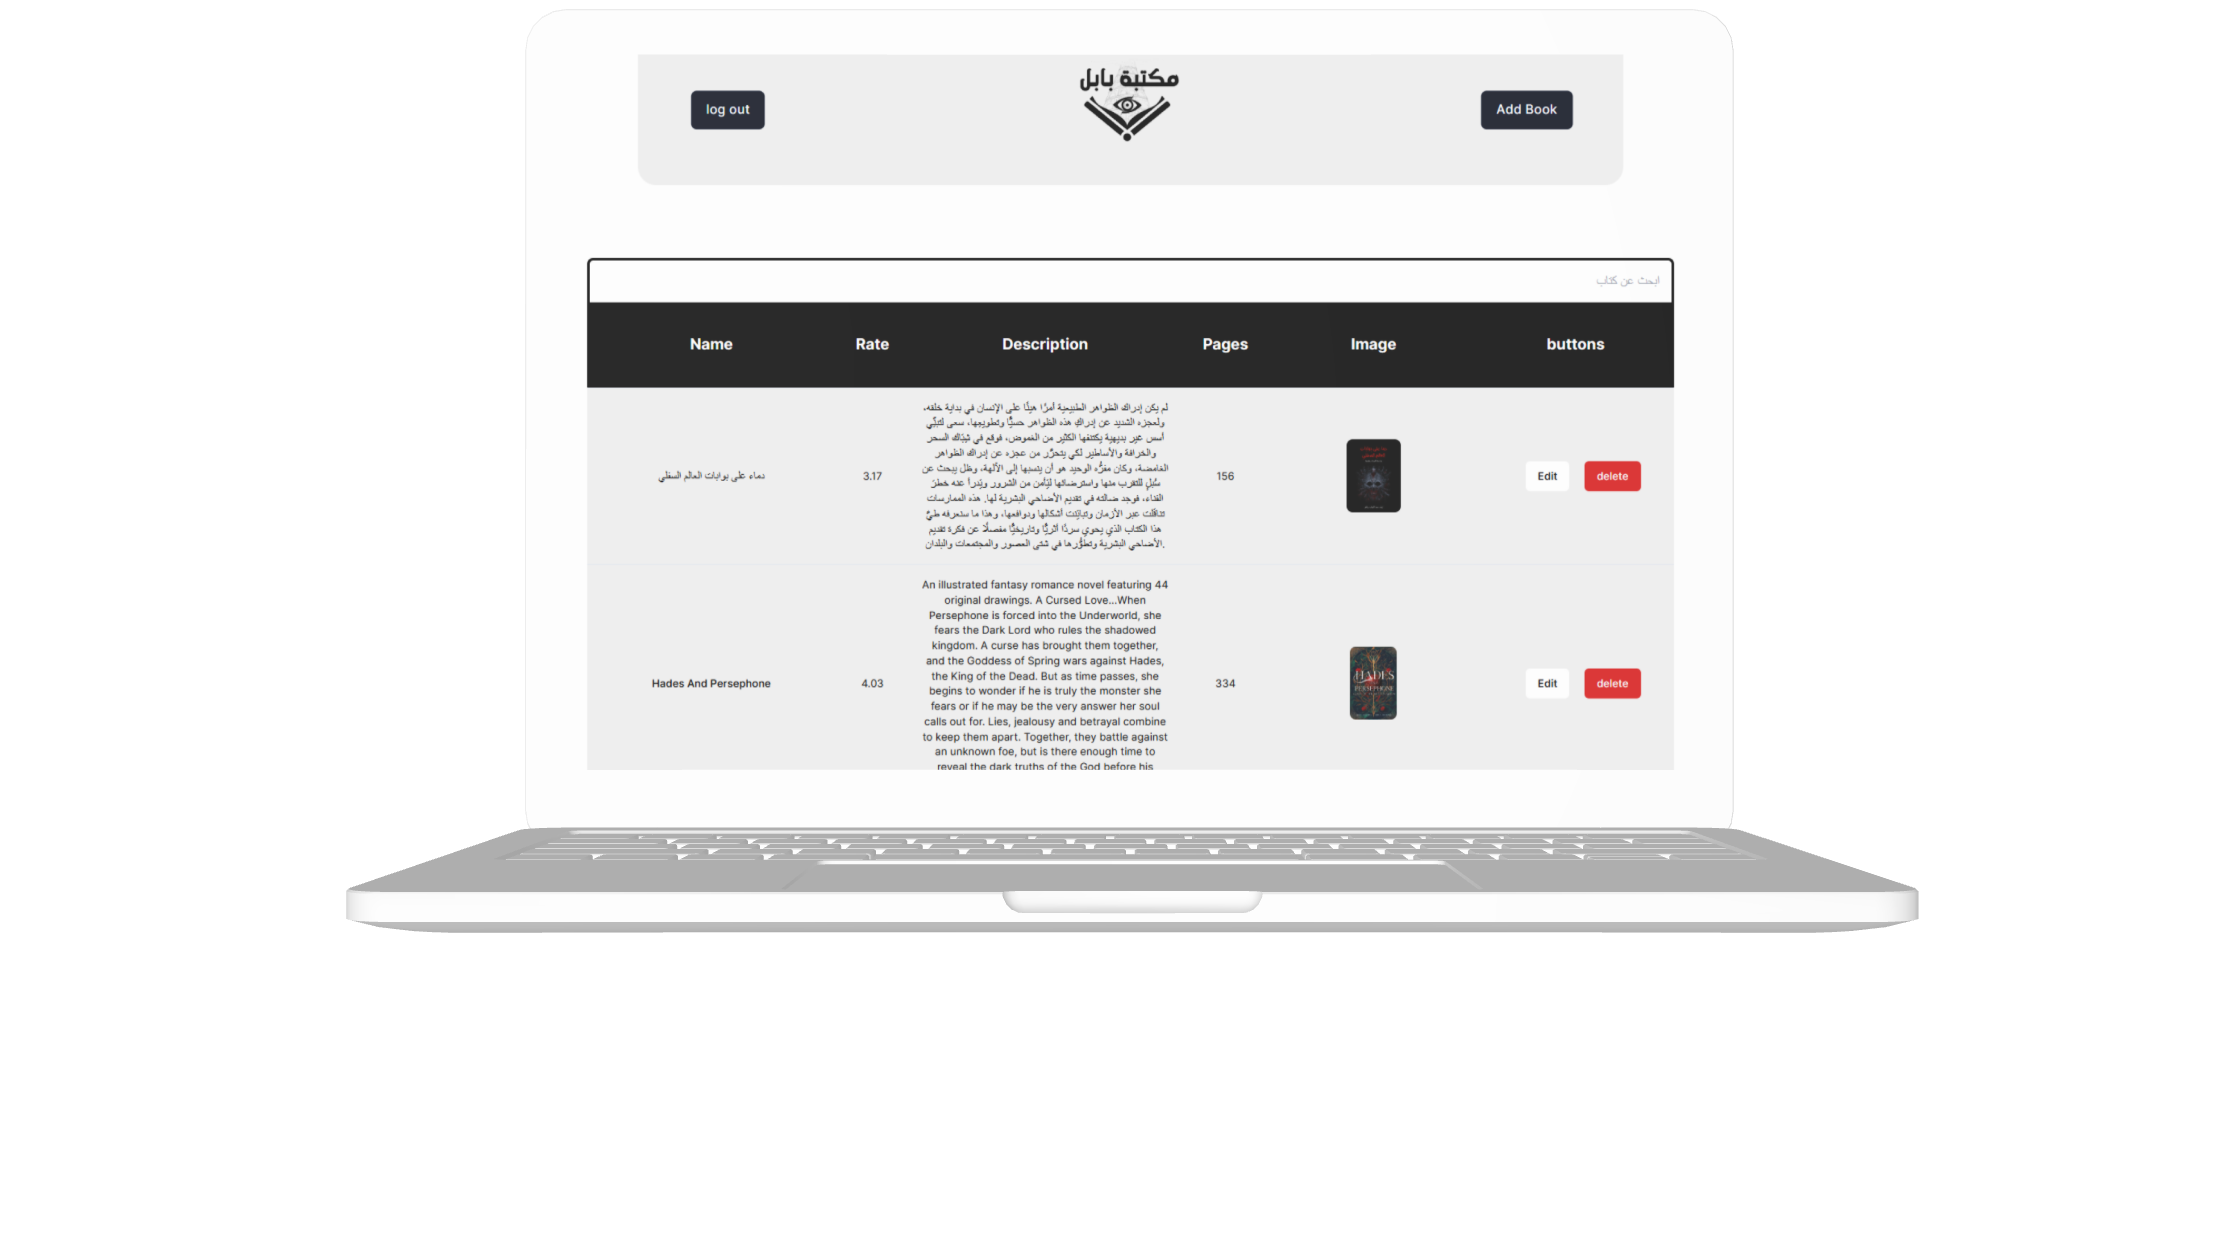 log out
مكتبة بابل
Add Book
ابحث عن كتاب
Name
Rate
Description
Pages
Image
buttons
دماء على بوابات العالم السفلي
3.17
لم يكن إدراك الظواهر الطبيعية أمرًا هينًا على الإنسان في بداية خلقه،
ولعجزه الشديد عن إدراكِ هذه الظواهر حسيًّا وتطويعها، سعى لتبنِّي
أسس غير بديهية يكتنفها الكثير من الغموض، فوقع في شِبَاك السحر
والخرافة والأساطير لكي يتحرَّر من عجزه عن إدراك الظواهر
الغامضة، وكان مفرُّه الوحيد هو أن ينسبها إلى الآلهة، وظل يبحث عن
سُبُلٍ للتقرب منها واسترضائها ليَأمن من الشرور ويَدرأ عنه خطرَ
الفناء، فوجد ضالته في تقديم الأضاحي البشرية لها. هذه الممارسات
تناقَلت عبر الأزمان وتبايَنت أشكالها ودوافعها، وهذا ما ستعرفه طيَّ
هذا الكتاب الذي يحوي سردًا أثريًّا وتاريخيًّا مفصلًا عن فكرة تقديم
الأضاحي البشرية وتطوُّرها في شتى العصور والمجتمعات والبلدان.
156
Edit
delete
Hades And Persephone
4.03
An illustrated fantasy romance novel featuring 44
original drawings. A Cursed Love...When
Persephone is forced into the Underworld, she
fears the Dark Lord who rules the shadowed
kingdom. A curse has brought them together,
and the Goddess of Spring wars against Hades,
the King of the Dead. But as time passes, she
begins to wonder if he is truly the monster she
fears or if he may be the very answer her soul
calls out for. Lies, jealousy and betrayal combine
to keep them apart. Together, they battle against
an unknown foe, but is there enough time to
reveal the dark truths of the God before his
334
HADES
PERSEPHONE
Edit
delete